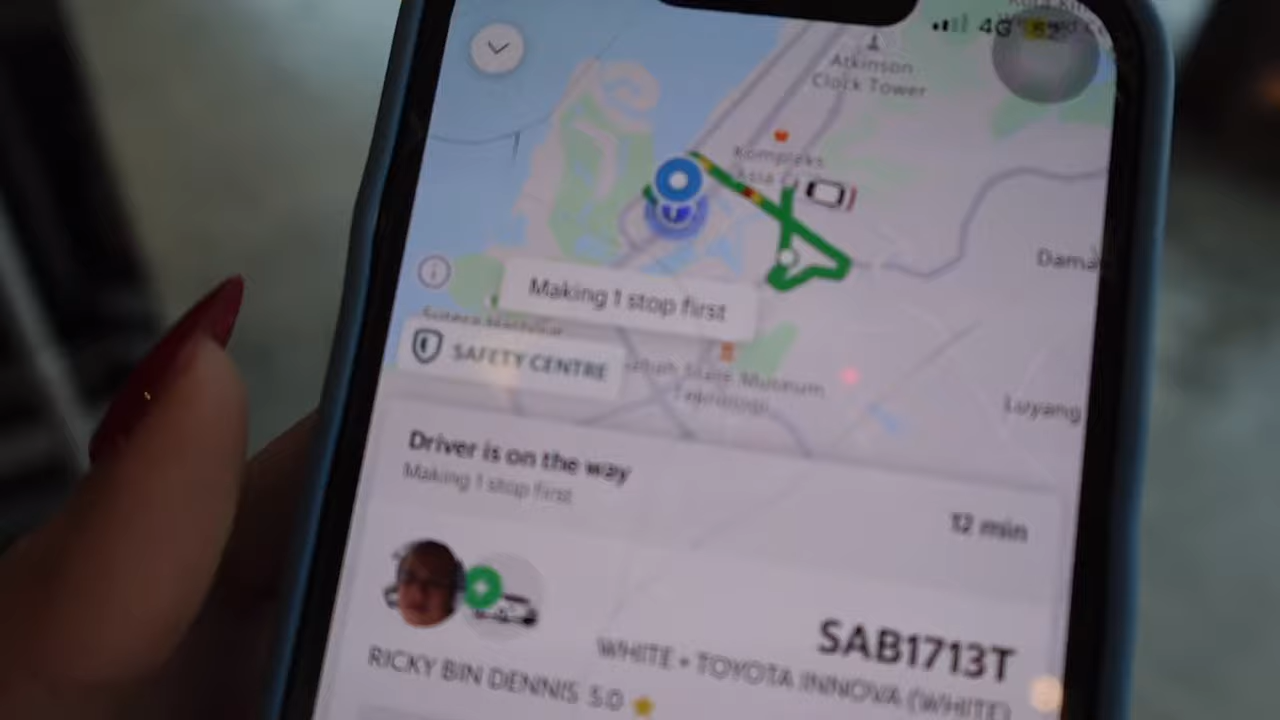 4G 52
Atkinson
Clock Tower
Kompleks
Asia
Dama
Making 1 stop first
SAFETY CENTRE
State Museum
Luyang
Driver is on the way
Making 1 stop first
12 min
SAB1713T
WHITE • TOYOTA INNOVA (WHITE)
RICKY BIN DENNIS 5.0